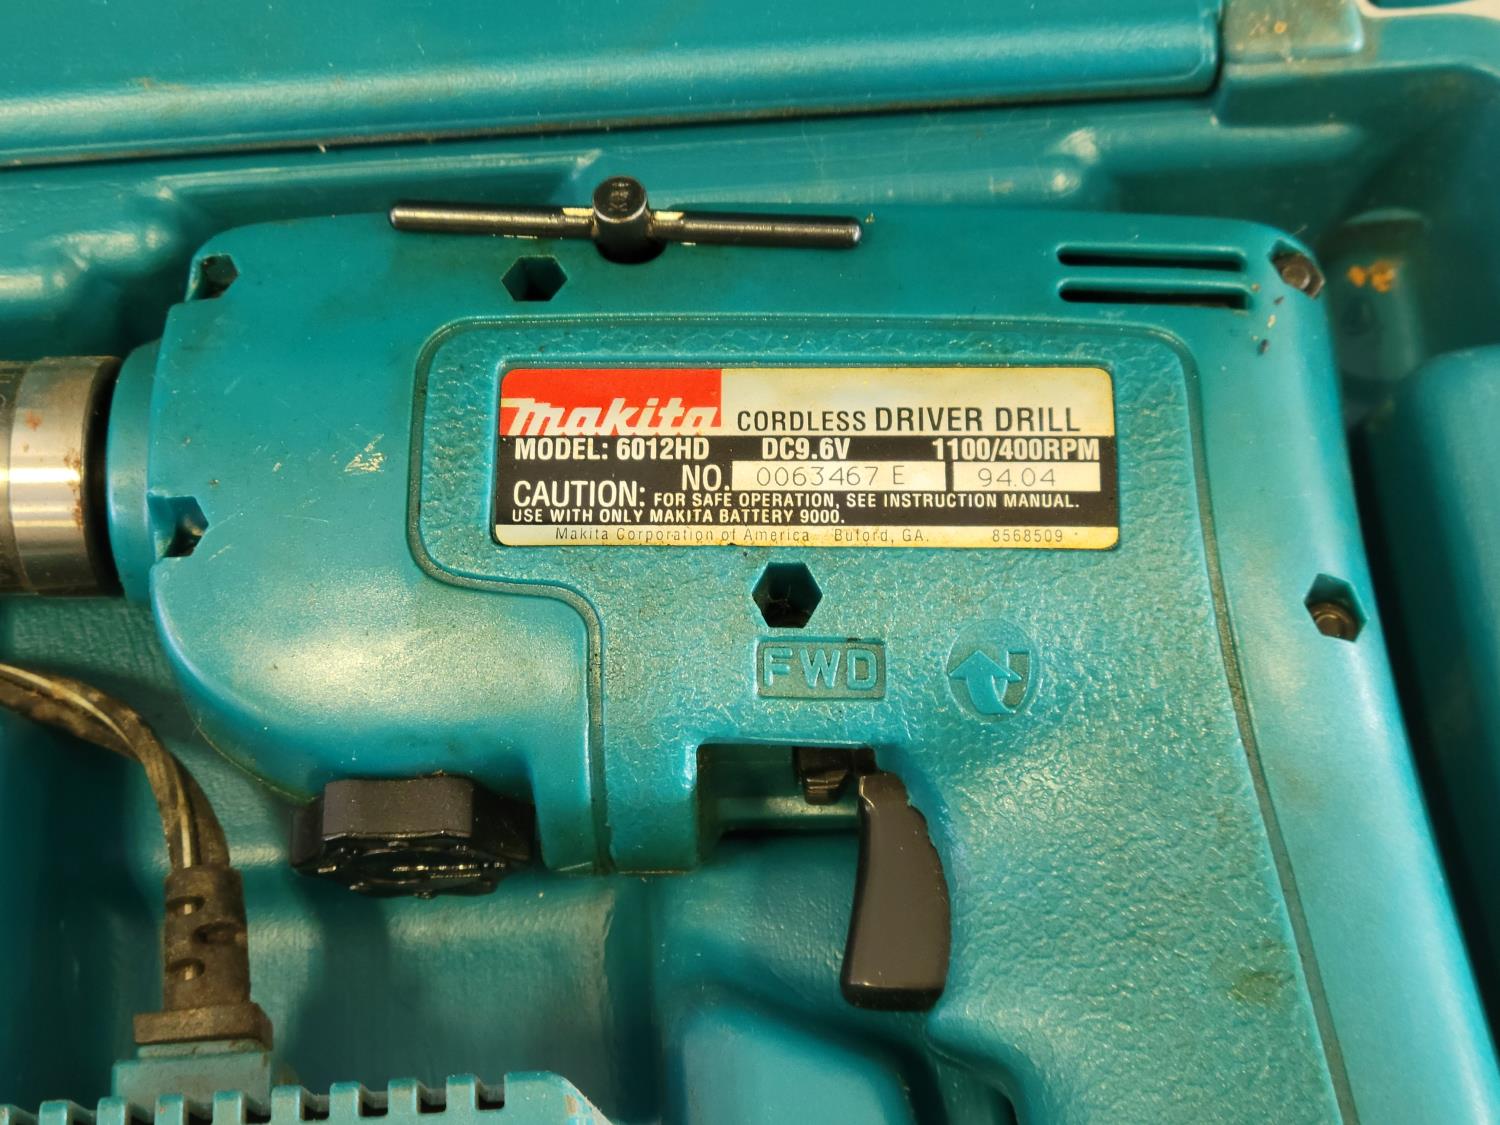 Makita CORDLESS DRIVER DRILL
MODEL: 6012HD DC9.6V 1100/400RPM
NO. 0063467 E 94.04
CAUTION: FOR SAFE OPERATION, SEE INSTRUCTION MANUAL.
USE WITH ONLY MAKITA BATTERY 9000.
Makita Corporation of America Buford, GA. 8568509
FWD